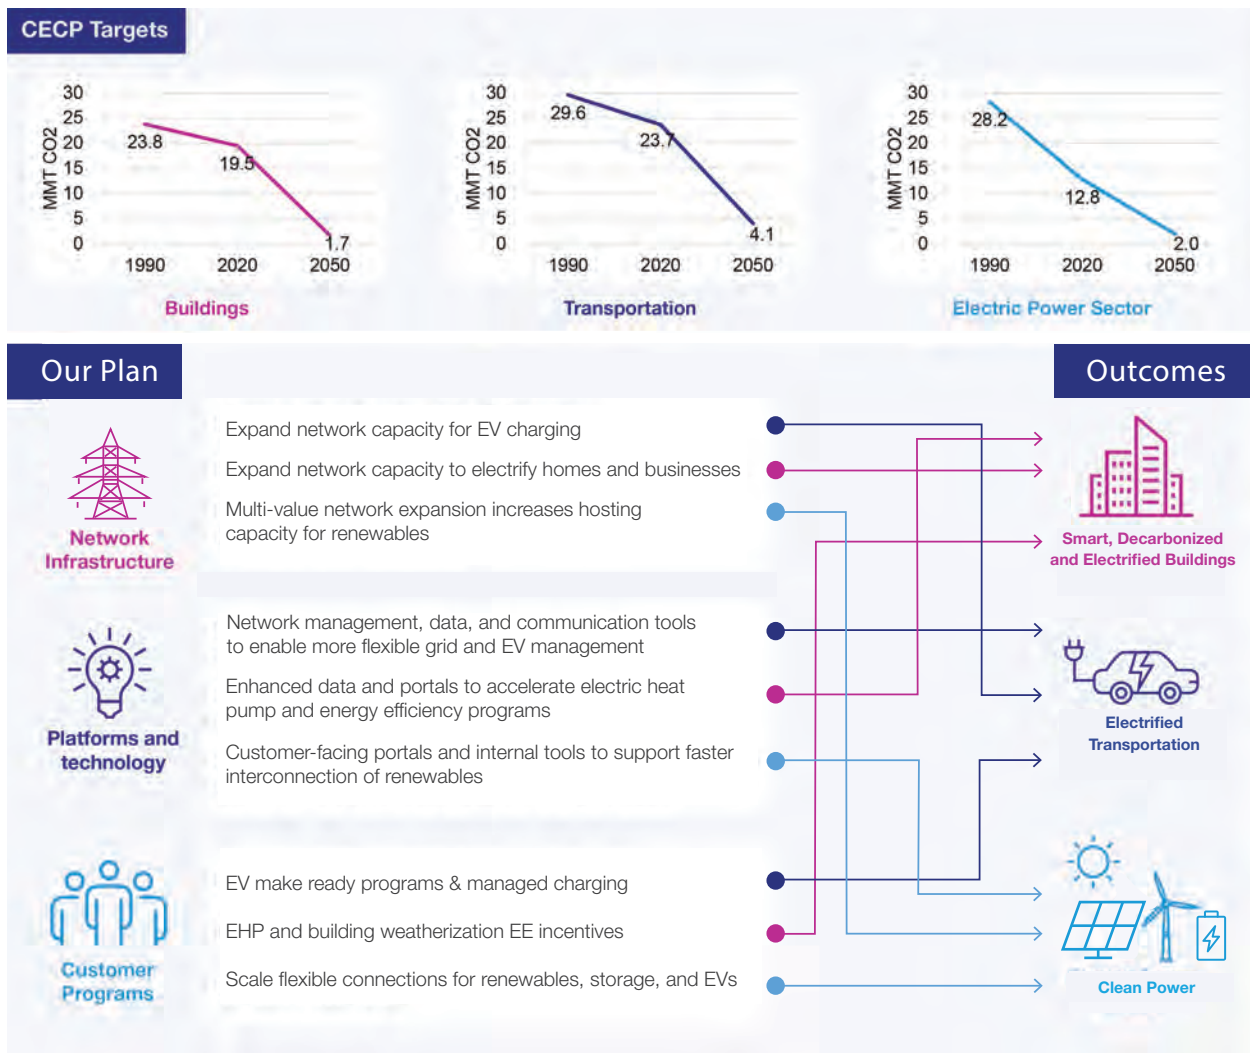 CECP Targets
MMT CO2
30
25
20
15
10
5
0
23.8
19.5
1.7
1990 2020 2050
Buildings
MMT CO2
30
25
20
15
10
5
0
29.6
23.7
4.1
1990 2020 2050
Transportation
MMT CO2
30
25
20
15
10
5
0
28.2
12.8
2.0
1990 2020 2050
Electric Power Sector
Our Plan
Outcomes
Network
Infrastructure
Expand network capacity for EV charging
Expand network capacity to electrify homes and businesses
Multi-value network expansion increases hosting
capacity for renewables
Smart, Decarbonized
and Electrified Buildings
Platforms and
technology
Network management, data, and communication tools
to enable more flexible grid and EV management
Enhanced data and portals to accelerate electric heat
pump and energy efficiency programs
Customer-facing portals and internal tools to support faster
interconnection of renewables
Electrified
Transportation
Customer
Programs
EV make ready programs & managed charging
EHP and building weatherization EE incentives
Scale flexible connections for renewables, storage, and EVs
Clean Power